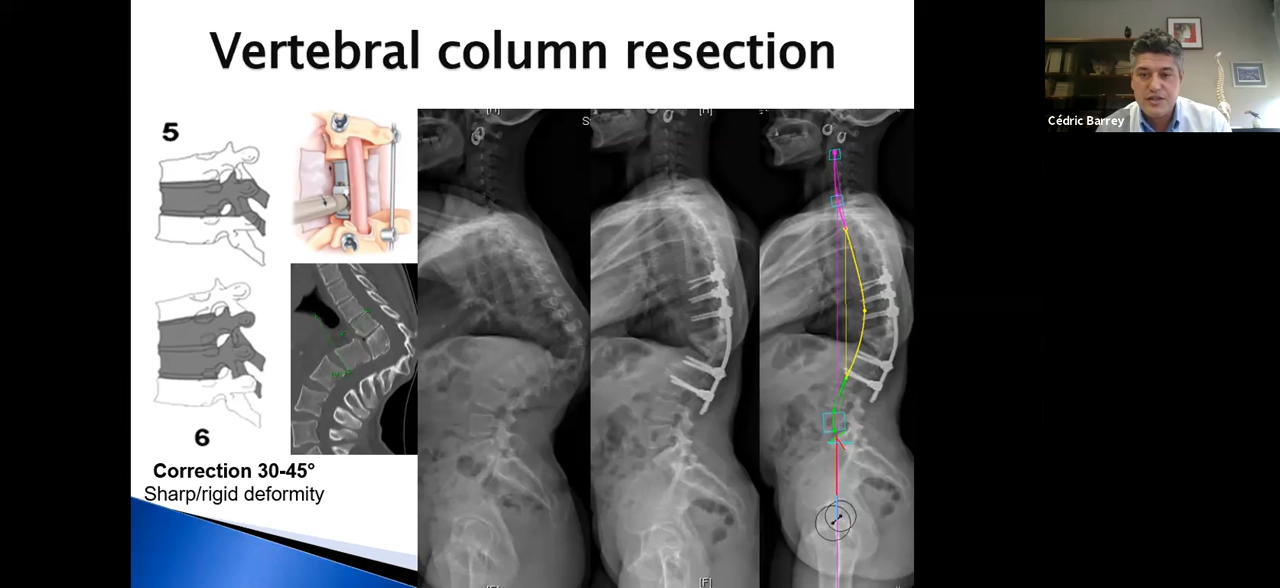 Vertebral column resection
5
6
Correction 30-45°
Sharp/rigid deformity
[H]
S
[H]
[F]
Cédric Barrey